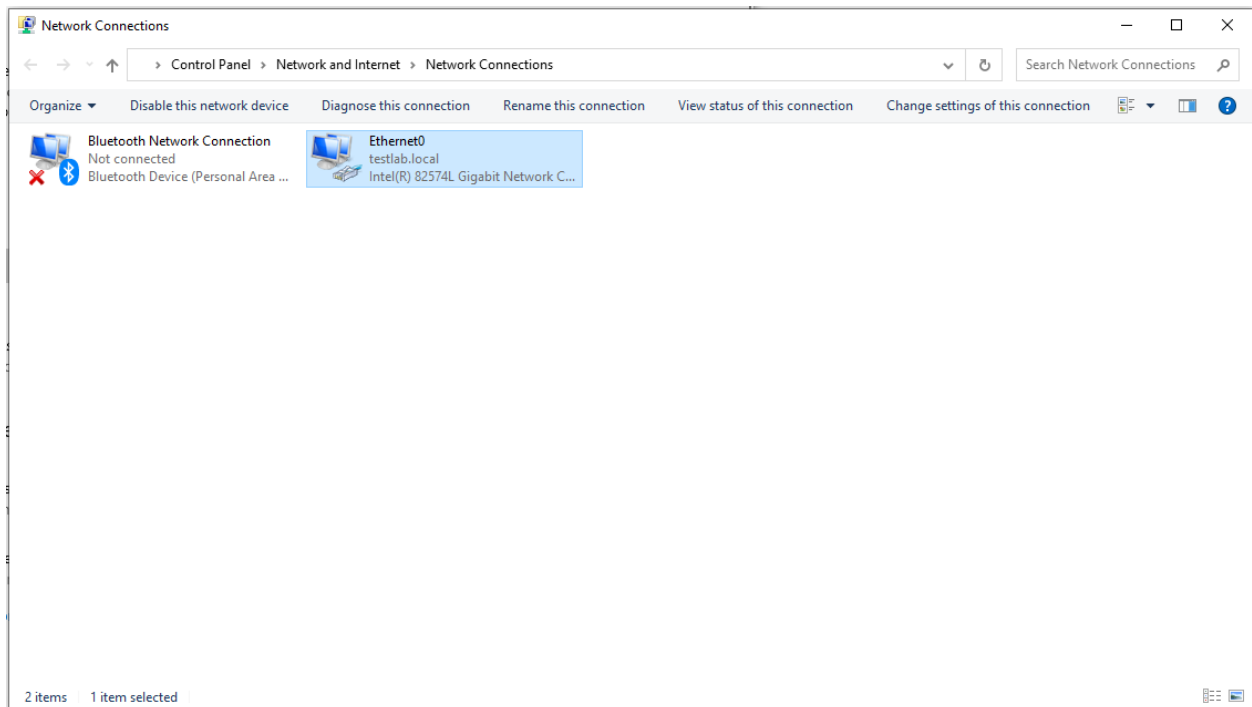 Network Connections
Control Panel > Network and Internet > Network Connections
Search Network Connections
Organize Disable this network device Diagnose this connection Rename this connection View status of this connection Change settings of this connection
Bluetooth Network Connection
Not connected
Bluetooth Device (Personal Area ...
Ethernet0
testlab.local
Intel(R) 82574L Gigabit Network C...
2 items 1 item selected